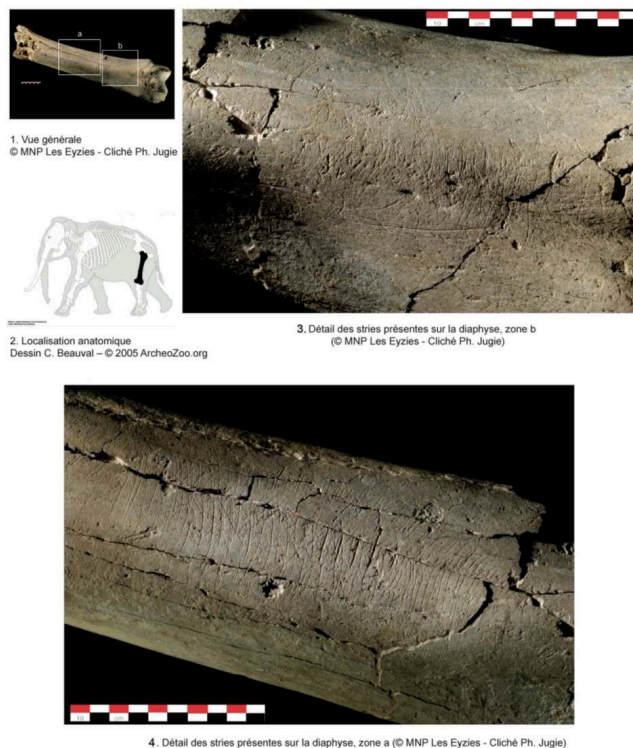 a
b
1. Vue générale
© MNP Les Eyzies - Cliché Ph. Jugie
2. Localisation anatomique
Dessin C. Beauval – © 2005 ArcheoZoo.org
10 cm
3. Détail des stries présentes sur la diaphyse, zone b
(© MNP Les Eyzies - Cliché Ph. Jugie)
10 cm
4. Détail des stries présentes sur la diaphyse, zone a (© MNP Les Eyzies - Cliché Ph. Jugie)